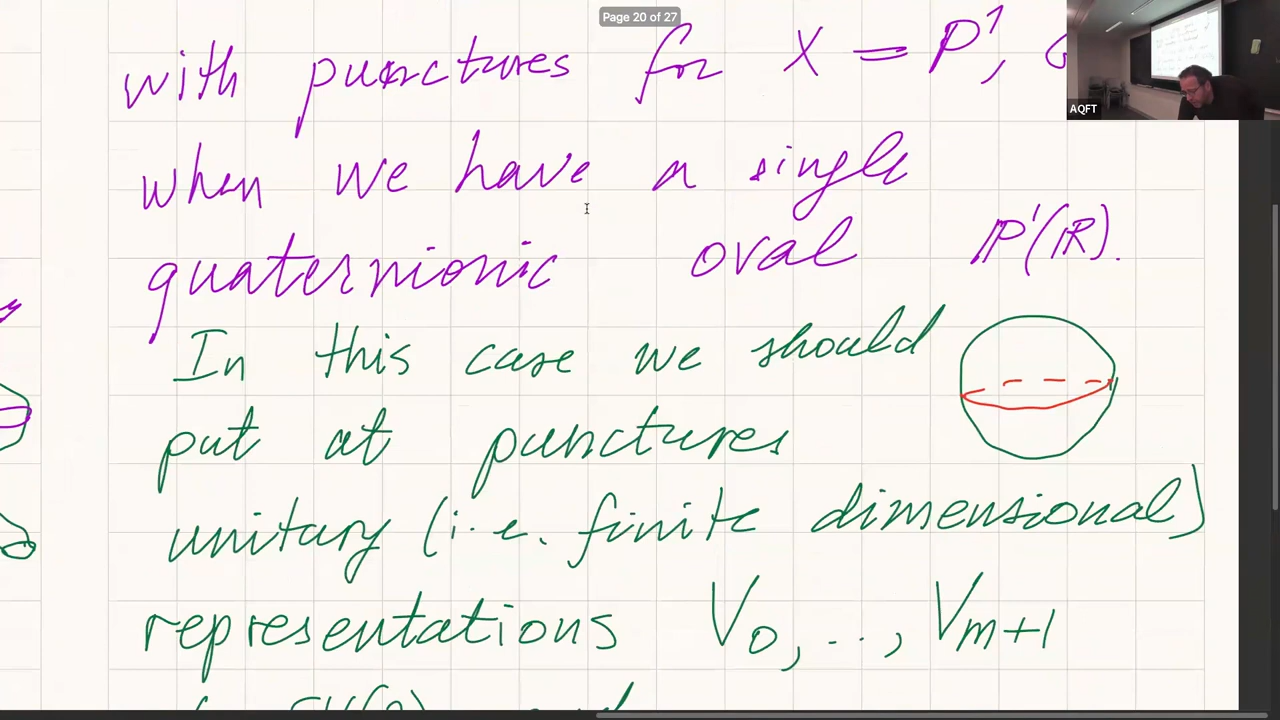 Page 20 of 27
with punctures for X = P¹,
AQFT
when we have a single
quaternionic oval P¹(R).
In this case we should
put at punctures
unitary (i.e. finite dimensional)
representations V₀, ..., Vₘ₊₁